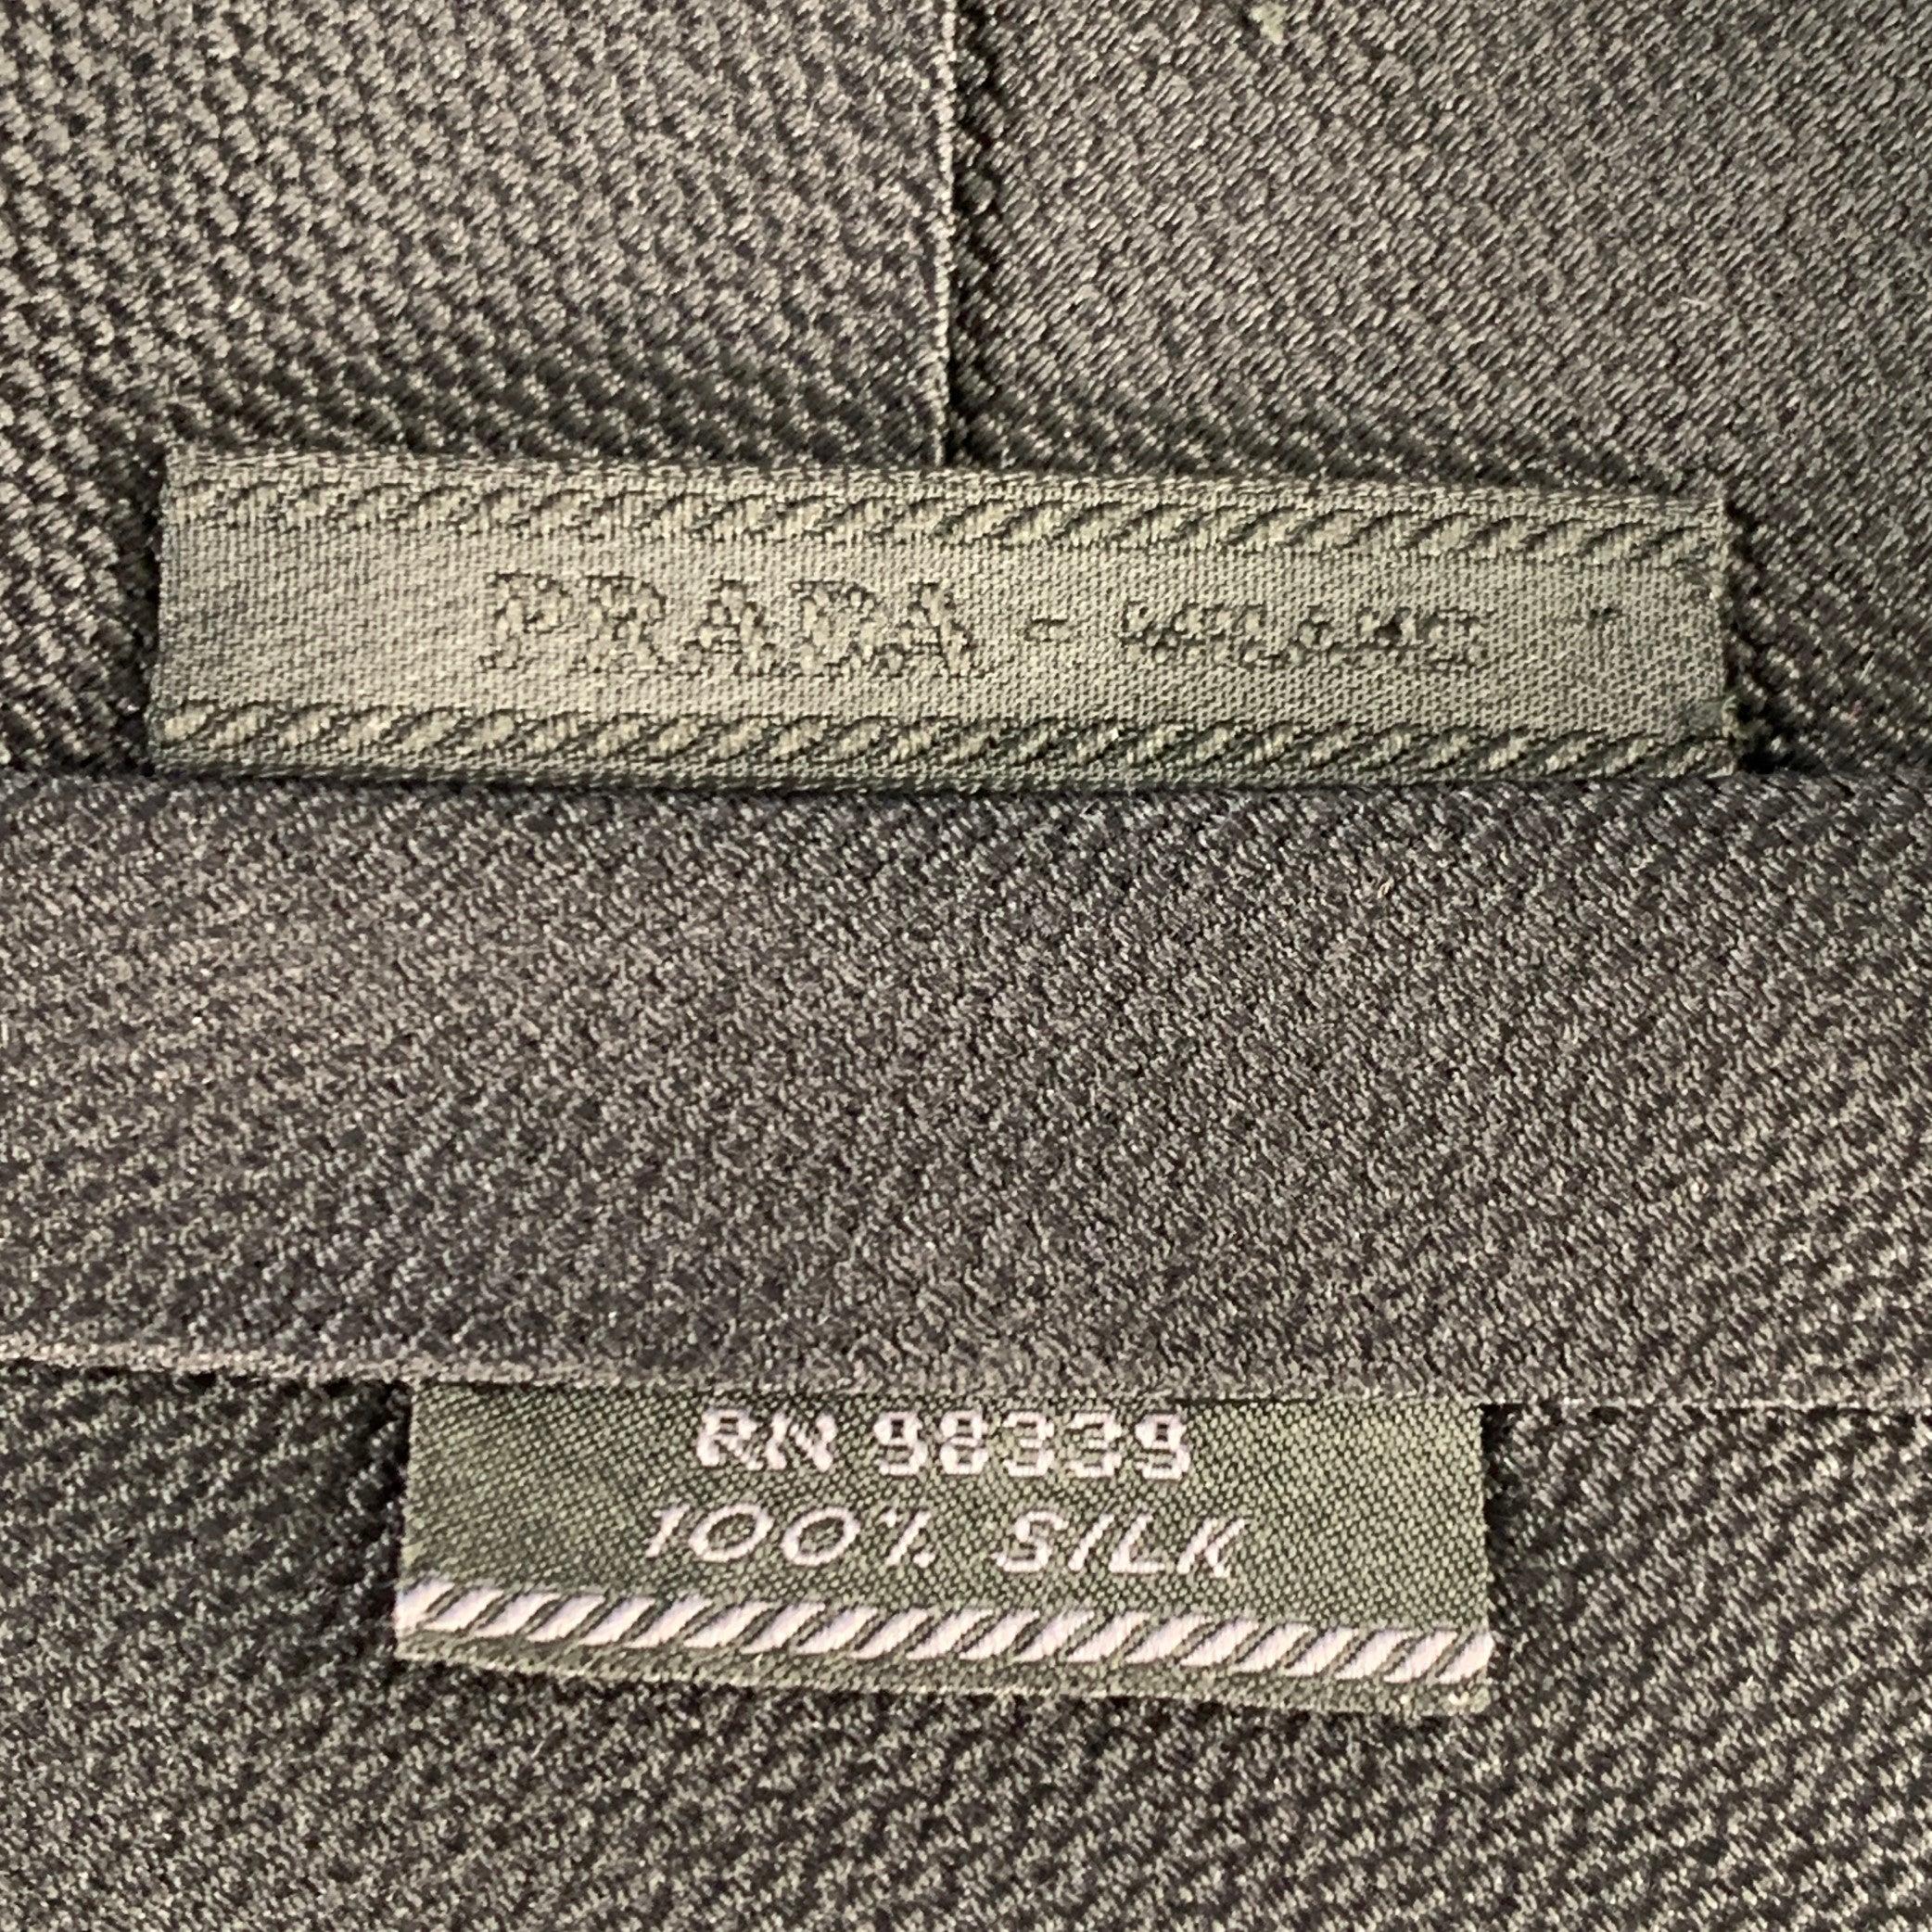 PRADA - MILANO
RN 98339
100% SILK